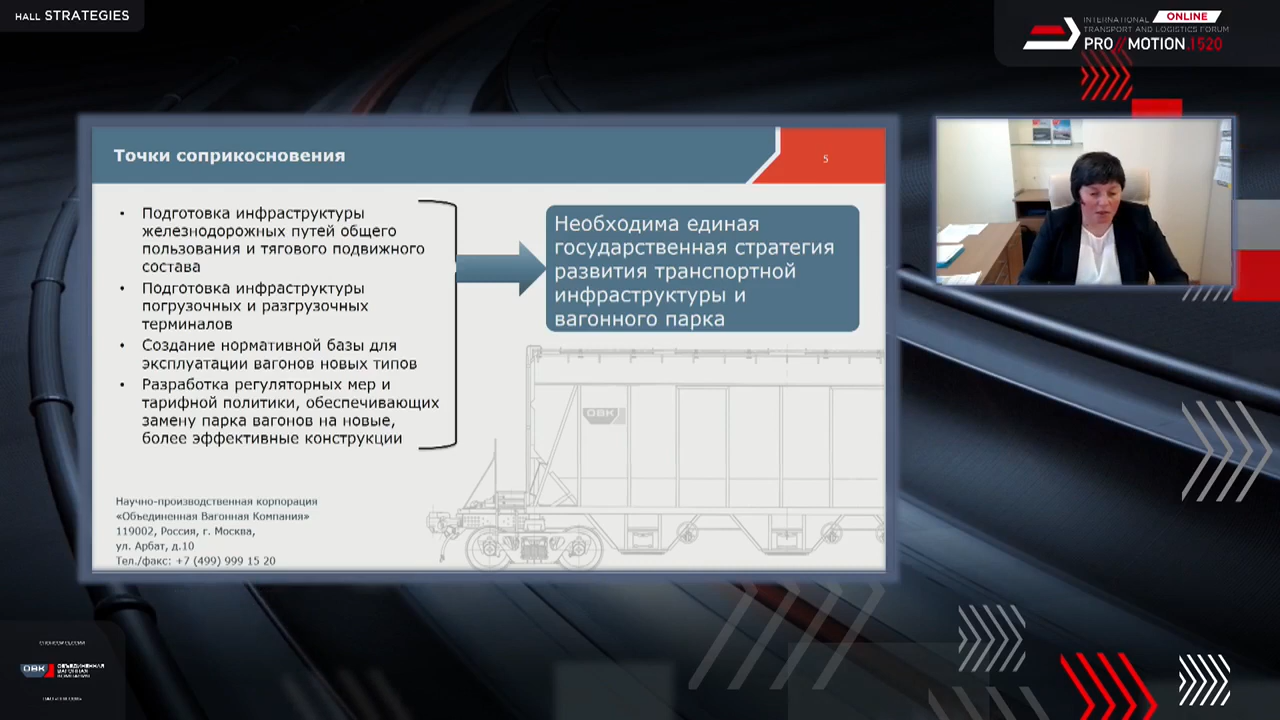 HALL STRATEGIES
INTERNATIONAL
ONLINE
TRANSPORT AND LOGISTICS FORUM
PRO//MOTION.1520
Точки соприкосновения
5
• Подготовка инфраструктуры
железнодорожных путей общего
пользования и тягового подвижного
состава
• Подготовка инфраструктуры
погрузочных и разгрузочных
терминалов
• Создание нормативной базы для
эксплуатации вагонов новых типов
• Разработка регуляторных мер и
тарифной политики, обеспечивающих
замену парка вагонов на новые,
более эффективные конструкции
Необходима единая
государственная стратегия
развития транспортной
инфраструктуры и
вагонного парка
ОВК
Научно-производственная корпорация
«Объединенная Вагонная Компания»
119002, Россия, г. Москва,
ул. Арбат, д.10
Тел./факс: +7 (499) 999 15 20
ОВК
ОБЪЕДИНЕННАЯ
ВАГОННАЯ
КОМПАНИЯ